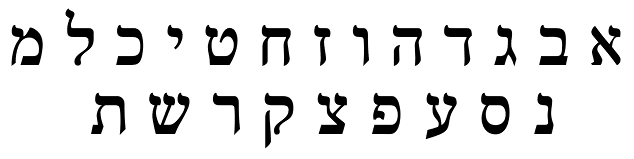 א ב ג ד ה ו ז ח ט י כ ל מ
נ ס ע פ צ ק ר ש ת